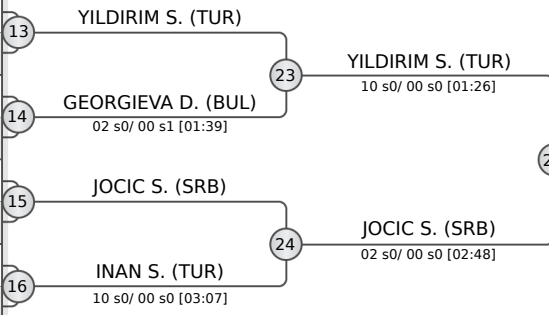 13
YILDIRIM S. (TUR)
23
YILDIRIM S. (TUR)
10 s0/ 00 s0 [01:26]
14
GEORGIEVA D. (BUL)
02 s0/ 00 s1 [01:39]
15
JOCIC S. (SRB)
24
JOCIC S. (SRB)
02 s0/ 00 s0 [02:48]
16
INAN S. (TUR)
10 s0/ 00 s0 [03:07]